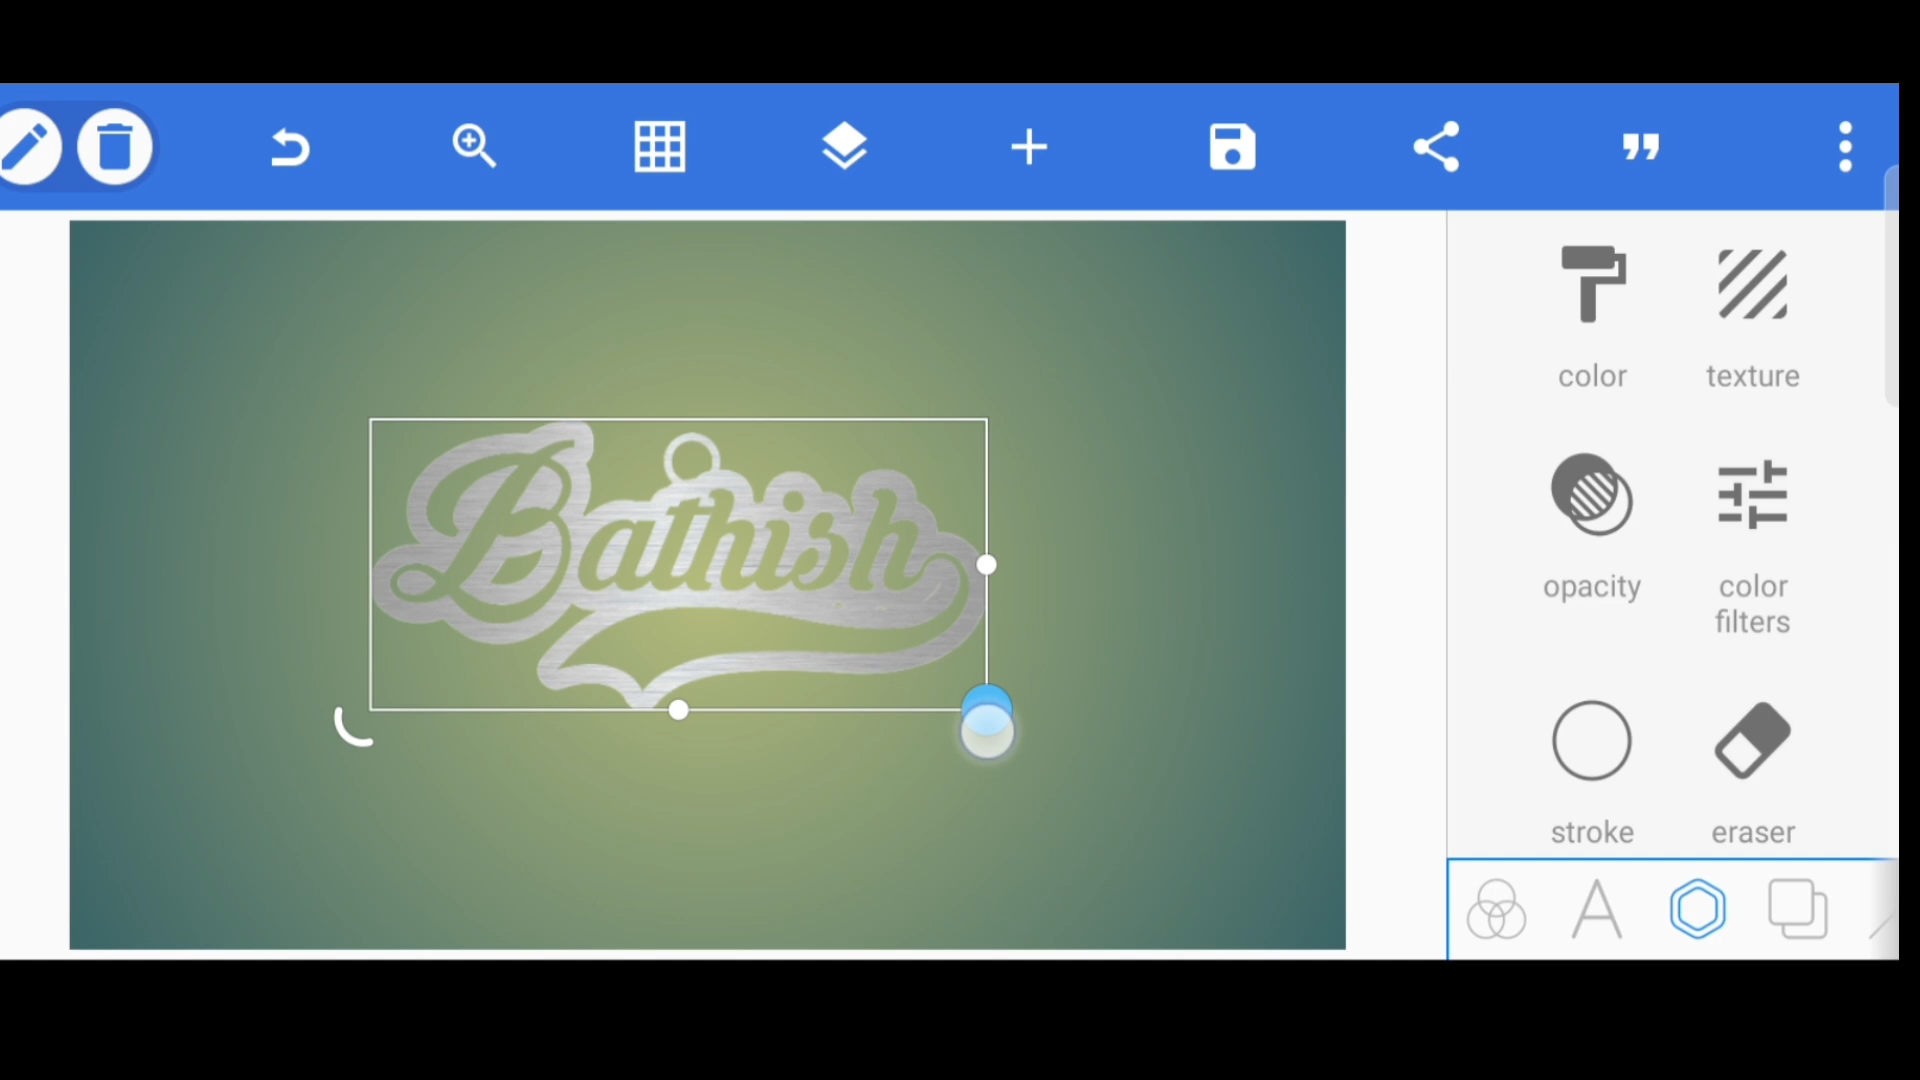 color texture
Bathish
opacity color filters
stroke eraser